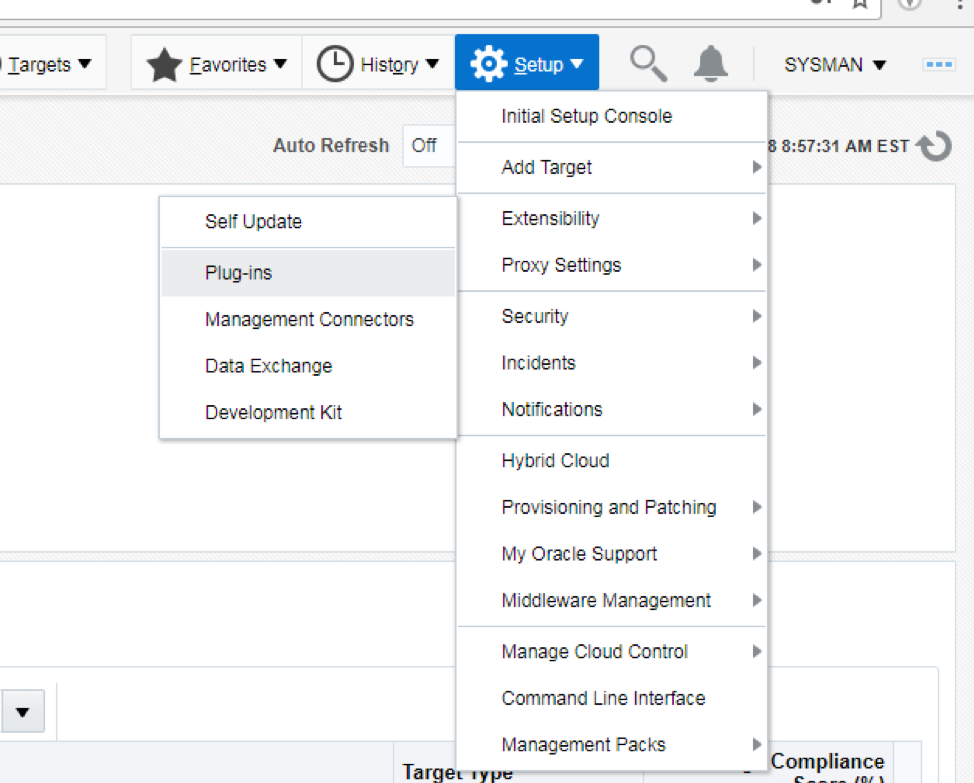 Targets
Favorites
History
Setup
SYSMAN
Initial Setup Console
Auto Refresh
Off
8 8:57:31 AM EST
Add Target
Self Update
Extensibility
Plug-ins
Proxy Settings
Management Connectors
Security
Data Exchange
Incidents
Development Kit
Notifications
Hybrid Cloud
Provisioning and Patching
My Oracle Support
Middleware Management
Manage Cloud Control
Command Line Interface
Management Packs
Target Type
Compliance
Score (%)